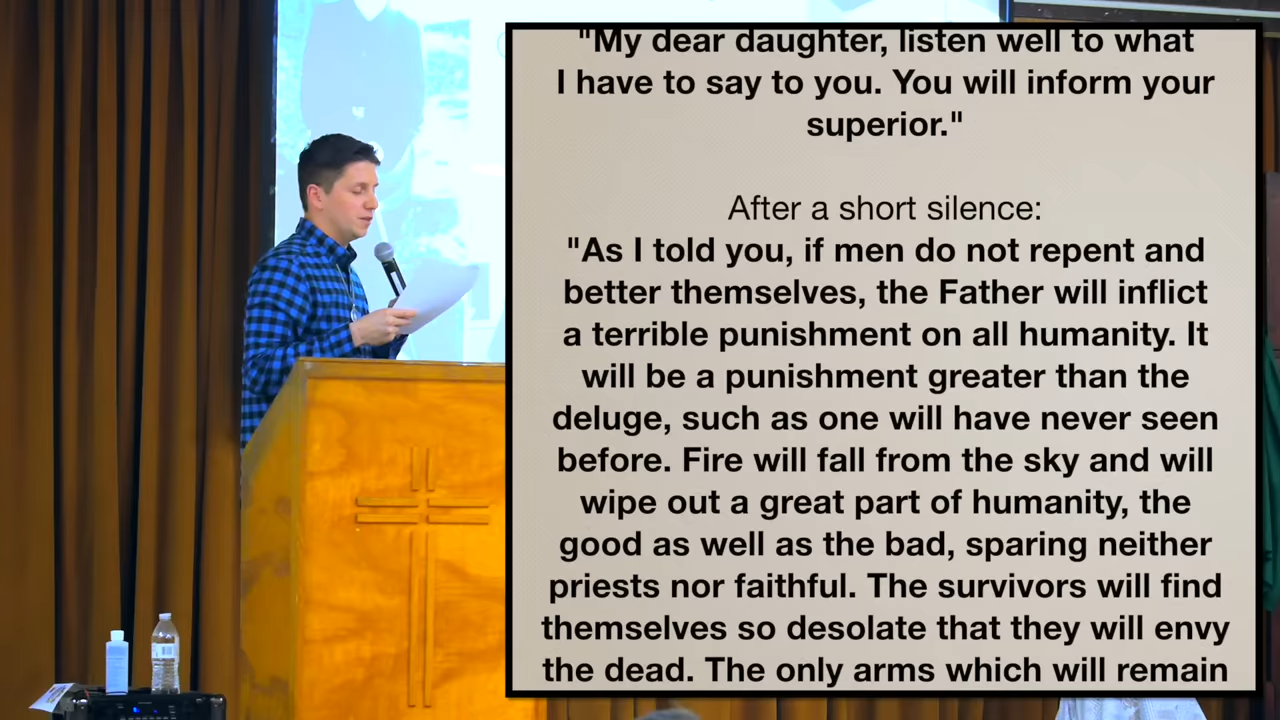 "My dear daughter, listen well to what
I have to say to you. You will inform your
superior."
After a short silence:
"As I told you, if men do not repent and
better themselves, the Father will inflict
a terrible punishment on all humanity. It
will be a punishment greater than the
deluge, such as one will have never seen
before. Fire will fall from the sky and will
wipe out a great part of humanity, the
good as well as the bad, sparing neither
priests nor faithful. The survivors will find
themselves so desolate that they will envy
the dead. The only arms which will remain